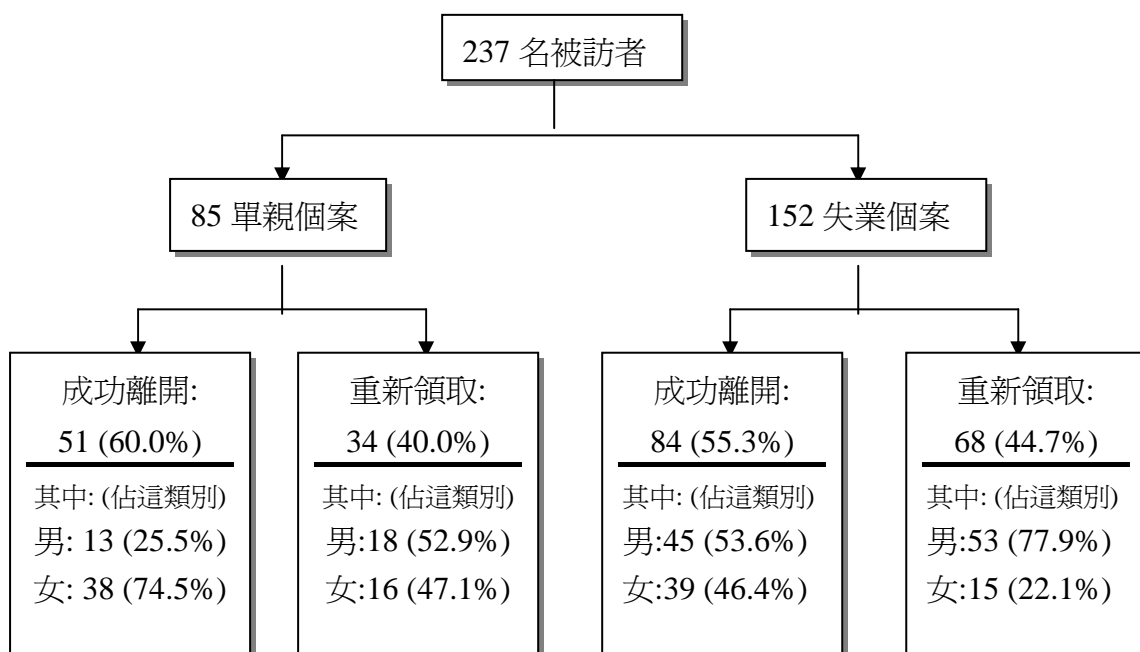 237 名被訪者
85 單親個案
152 失業個案
成功離開:
51 (60.0%)
其中: (佔這類別)
男: 13 (25.5%)
女: 38 (74.5%)
重新領取:
34 (40.0%)
其中: (佔這類別)
男:18 (52.9%)
女:16 (47.1%)
成功離開:
84 (55.3%)
其中: (佔這類別)
男:45 (53.6%)
女:39 (46.4%)
重新領取:
68 (44.7%)
其中: (佔這類別)
男:53 (77.9%)
女:15 (22.1%)